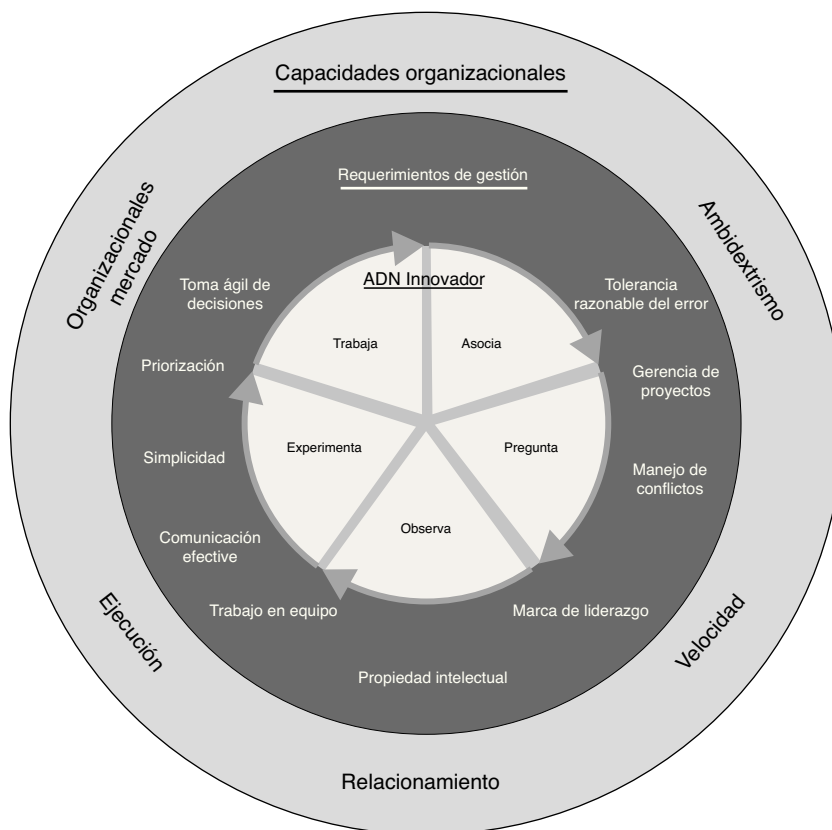 Capacidades organizacionales
Requerimientos de gestión
ADN Innovador
Organizacionales
mercado
Ambidextrismo
Toma ágil de
decisiones
Tolerancia
razonable del error
Trabaja
Asocia
Priorización
Gerencia de
proyectos
Experimenta
Pregunta
Simplicidad
Manejo de
conflictos
Observa
Comunicación
efective
Trabajo en equipo
Marca de liderazgo
Ejecución
Velocidad
Propiedad intelectual
Relacionamiento